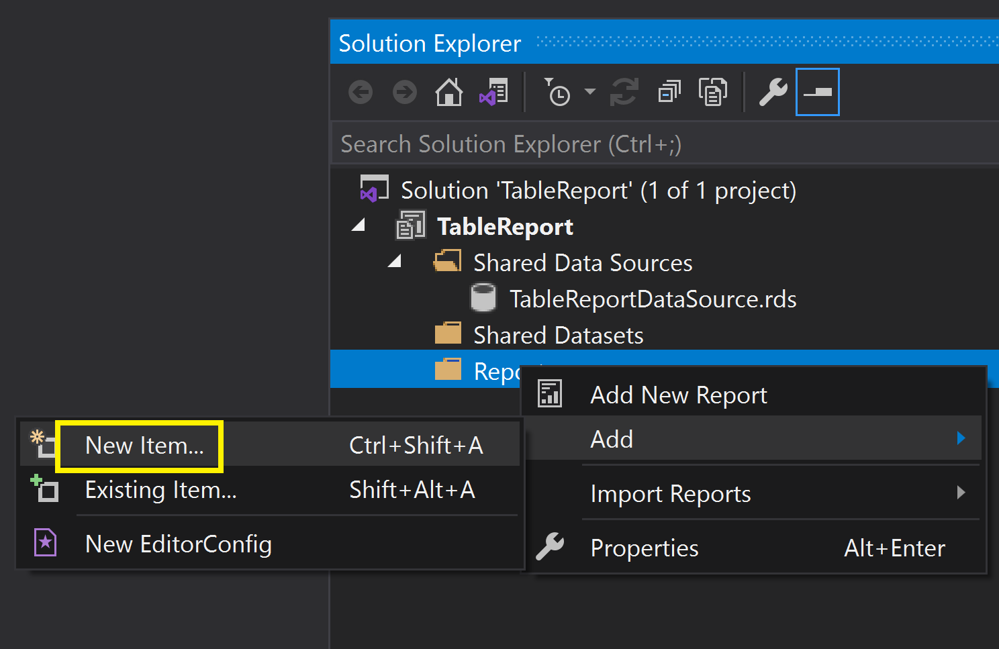 Solution Explorer
Search Solution Explorer (Ctrl+;)
Solution 'TableReport' (1 of 1 project)
TableReport
Shared Data Sources
TableReportDataSource.rds
Shared Datasets
Add New Report
Add
Import Reports
Properties Alt+Enter
New Item... Ctrl+Shift+A
Existing Item... Shift+Alt+A
New EditorConfig